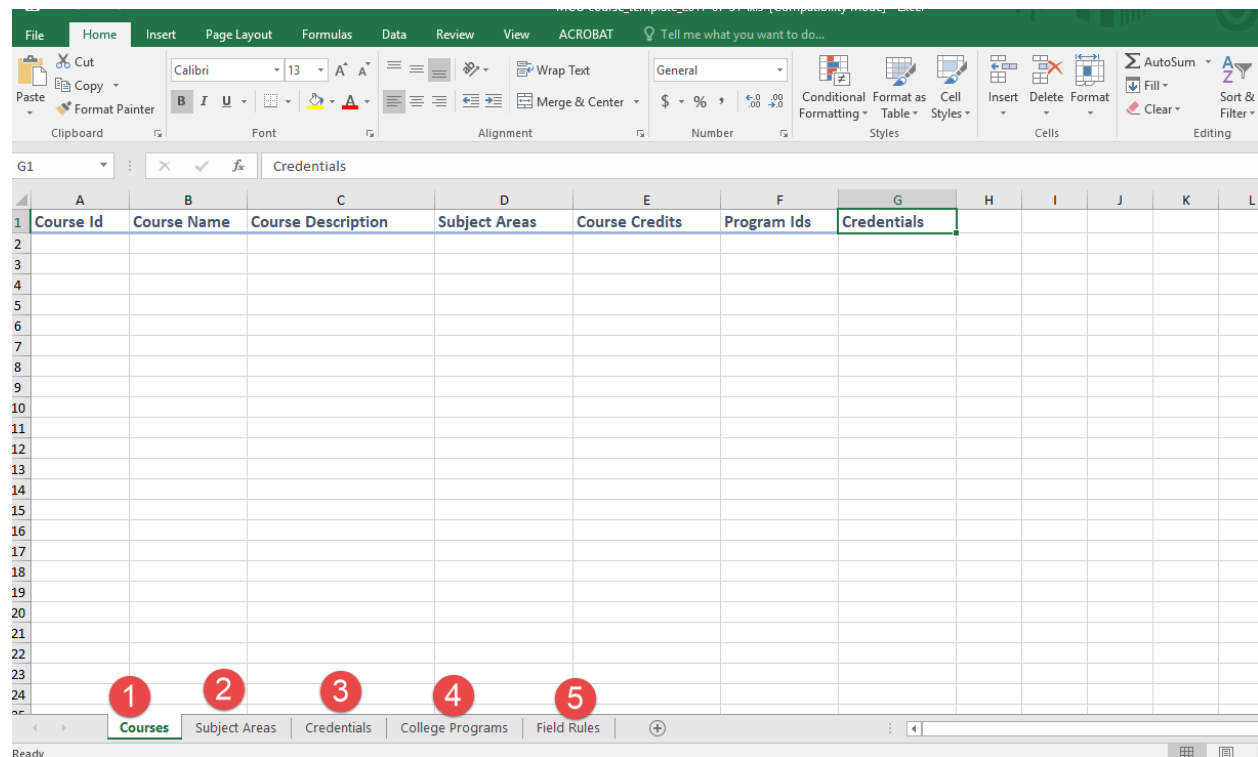 File Home Insert Page Layout Formulas Data Review View ACROBAT Tell me what you want to do...
Cut
Copy
Format Painter
Paste
Clipboard
Calibri 13 A A
B I U A
Font
Wrap Text
Merge & Center
Alignment
General
$ % ,
Number
Conditional Formatting
Format as Table
Cell Styles
Styles
Insert Delete Format
Cells
AutoSum
Fill
Clear
Sort &
Filter
Editing
G1 fx Credentials
A B C D E F G H I J K L
1 Course Id Course Name Course Description Subject Areas Course Credits Program Ids Credentials
2
3
4
5
6
7
8
9
10
11
12
13
14
15
16
17
18
19
20
21
22
23
24
1 2 3 4 5
Courses Subject Areas Credentials College Programs Field Rules
Ready